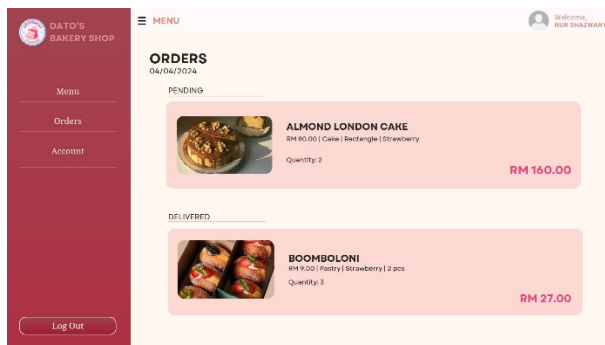 DATO'S
BAKERY SHOP
Menu
Orders
Account
Log Out
MENU
Welcome,
NUR SHAZWANY
ORDERS
04/04/2024
PENDING
ALMOND LONDON CAKE
RM 80.00 | Cake | Rectangle | Strawberry
Quantity: 2
RM 160.00
DELIVERED
BOOMBOLONI
RM 9.00 | Pastry | Strawberry | 2 pcs
Quantity: 3
RM 27.00